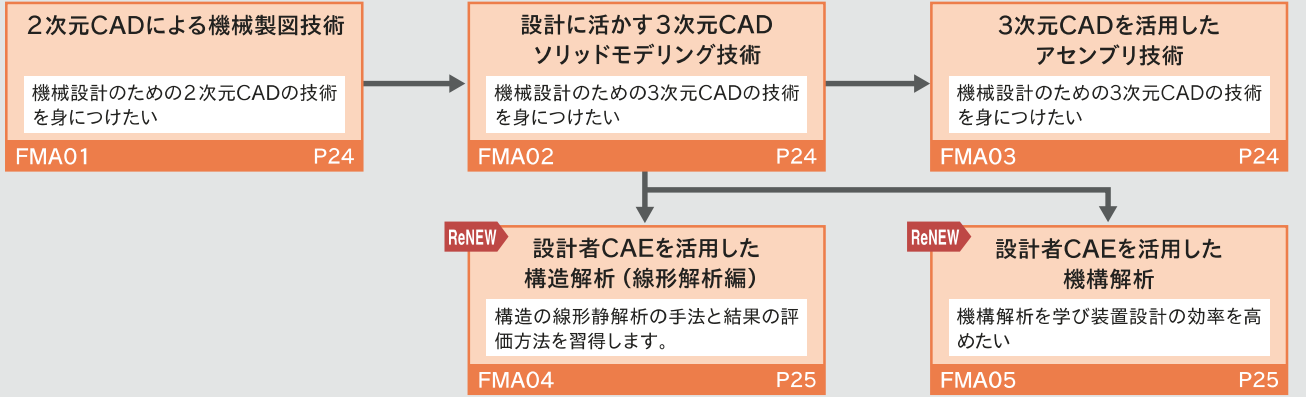 ２次元CADによる機械製図技術
機械設計のための２次元CADの技術
を身につけたい
FMA01 P24
設計に活かす３次元CAD
ソリッドモデリング技術
機械設計のための3次元CADの技術
を身につけたい
FMA02 P24
３次元CADを活用した
アセンブリ技術
機械設計のための3次元CADの技術
を身につけたい
FMA03 P24
ReNEW
設計者CAEを活用した
構造解析（線形解析編）
構造の線形静解析の手法と結果の評
価方法を習得します。
FMA04 P25
ReNEW
設計者CAEを活用した
機構解析
機構解析を学び装置設計の効率を高
めたい
FMA05 P25